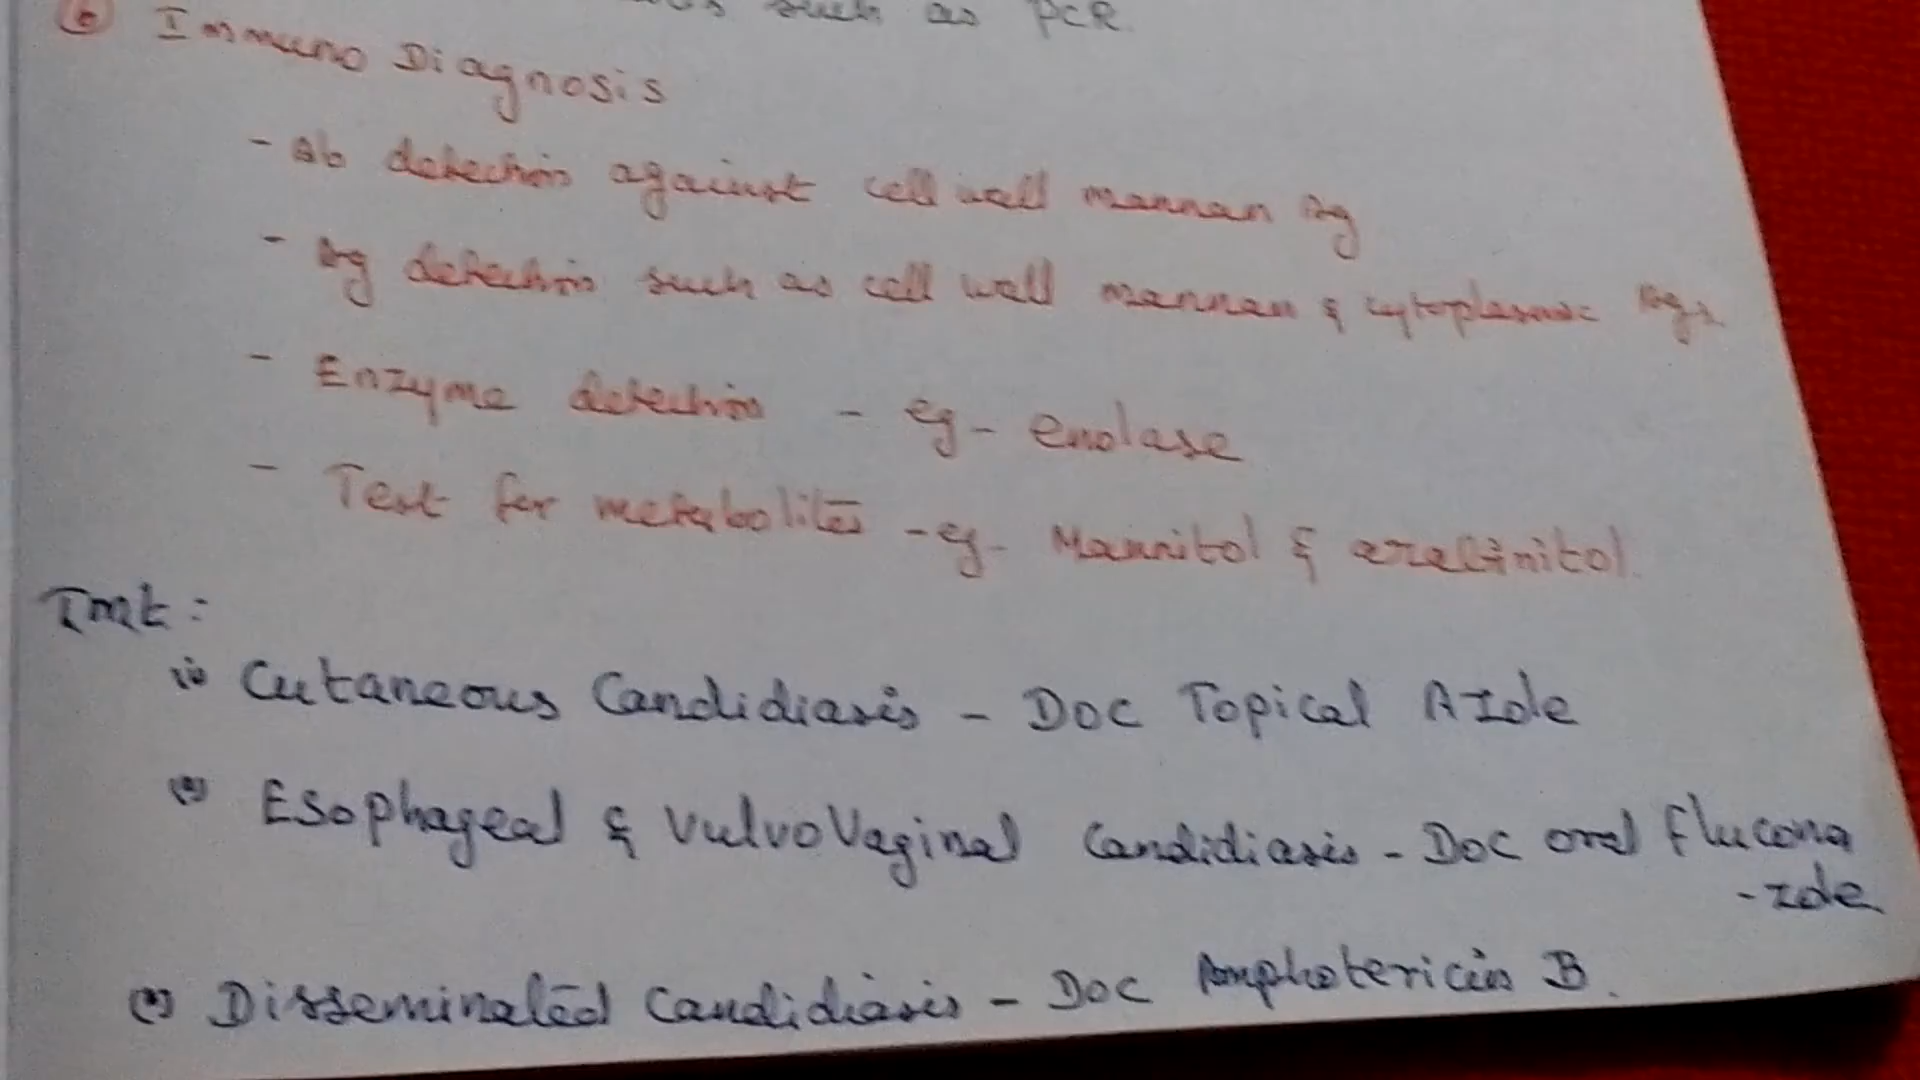 such as PCR
⑥ Immuno Diagnosis
- Ab detection against cell wall mannan Ag
- Ag detection such as cell wall mannan & cytoplasmic Ags
- Enzyme detection - eg- enolase
- Test for metabolites - eg- Mannitol & arabinitol.
Tmt :
Cutaneous Candidiasis - DOC Topical AZole
Esophageal & VulvoVaginal Candidiasis - DOC oral Flucona
-zole
Disseminated Candidiasis - DOC Amphotericin B.